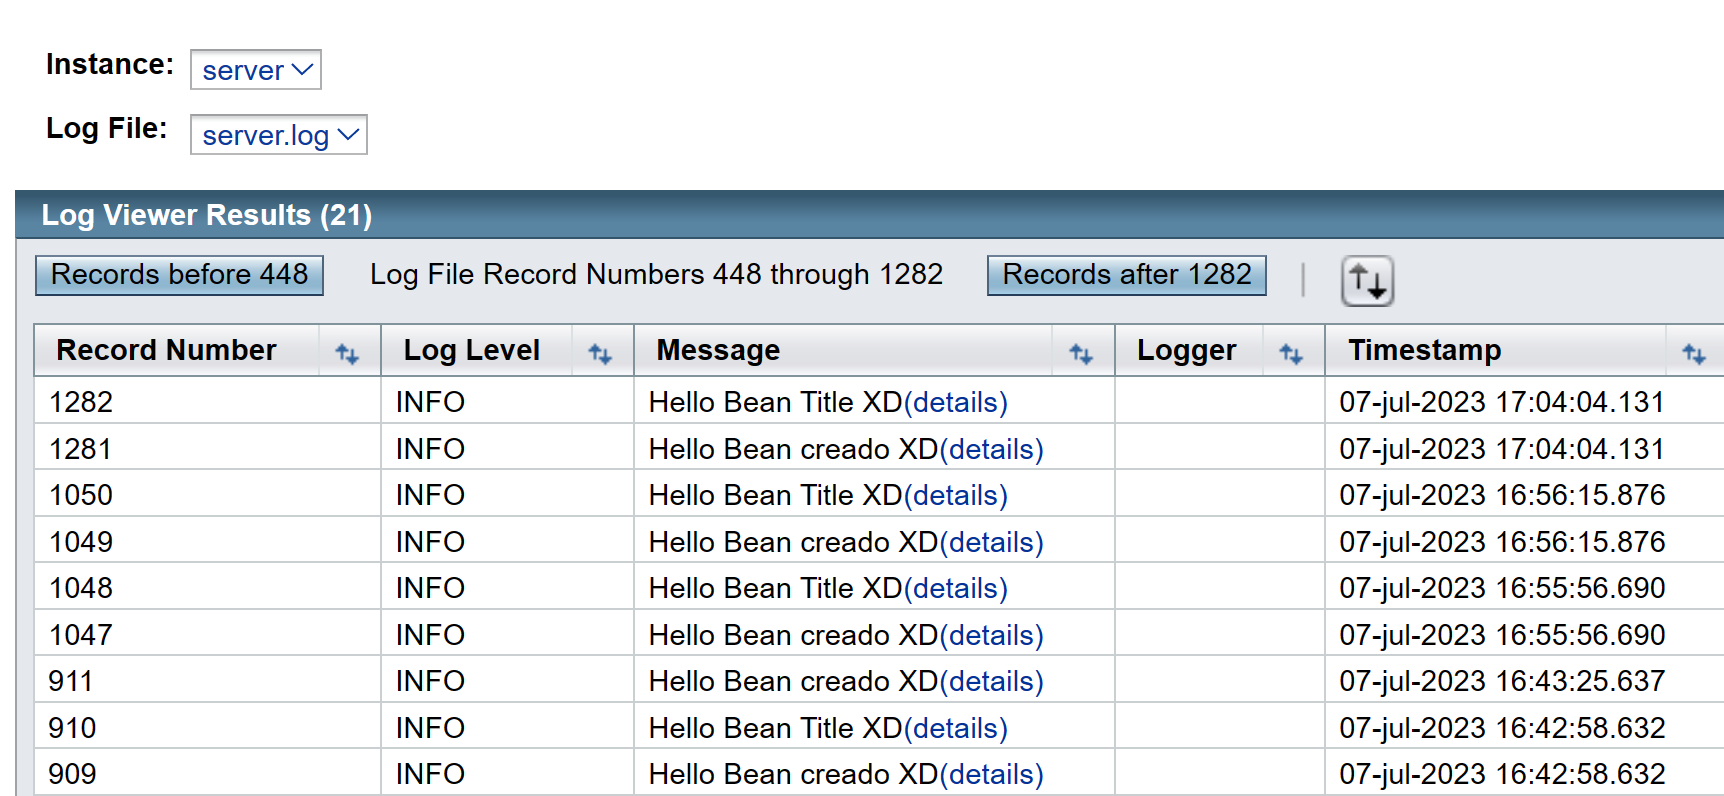 Instance: server
Log File: server.log
Log Viewer Results (21)
Records before 448 Log File Record Numbers 448 through 1282 Records after 1282
Record Number Log Level Message Logger Timestamp
1282 INFO Hello Bean Title XD(details) 07-jul-2023 17:04:04.131
1281 INFO Hello Bean creado XD(details) 07-jul-2023 17:04:04.131
1050 INFO Hello Bean Title XD(details) 07-jul-2023 16:56:15.876
1049 INFO Hello Bean creado XD(details) 07-jul-2023 16:56:15.876
1048 INFO Hello Bean Title XD(details) 07-jul-2023 16:55:56.690
1047 INFO Hello Bean creado XD(details) 07-jul-2023 16:55:56.690
911 INFO Hello Bean creado XD(details) 07-jul-2023 16:43:25.637
910 INFO Hello Bean Title XD(details) 07-jul-2023 16:42:58.632
909 INFO Hello Bean creado XD(details) 07-jul-2023 16:42:58.632